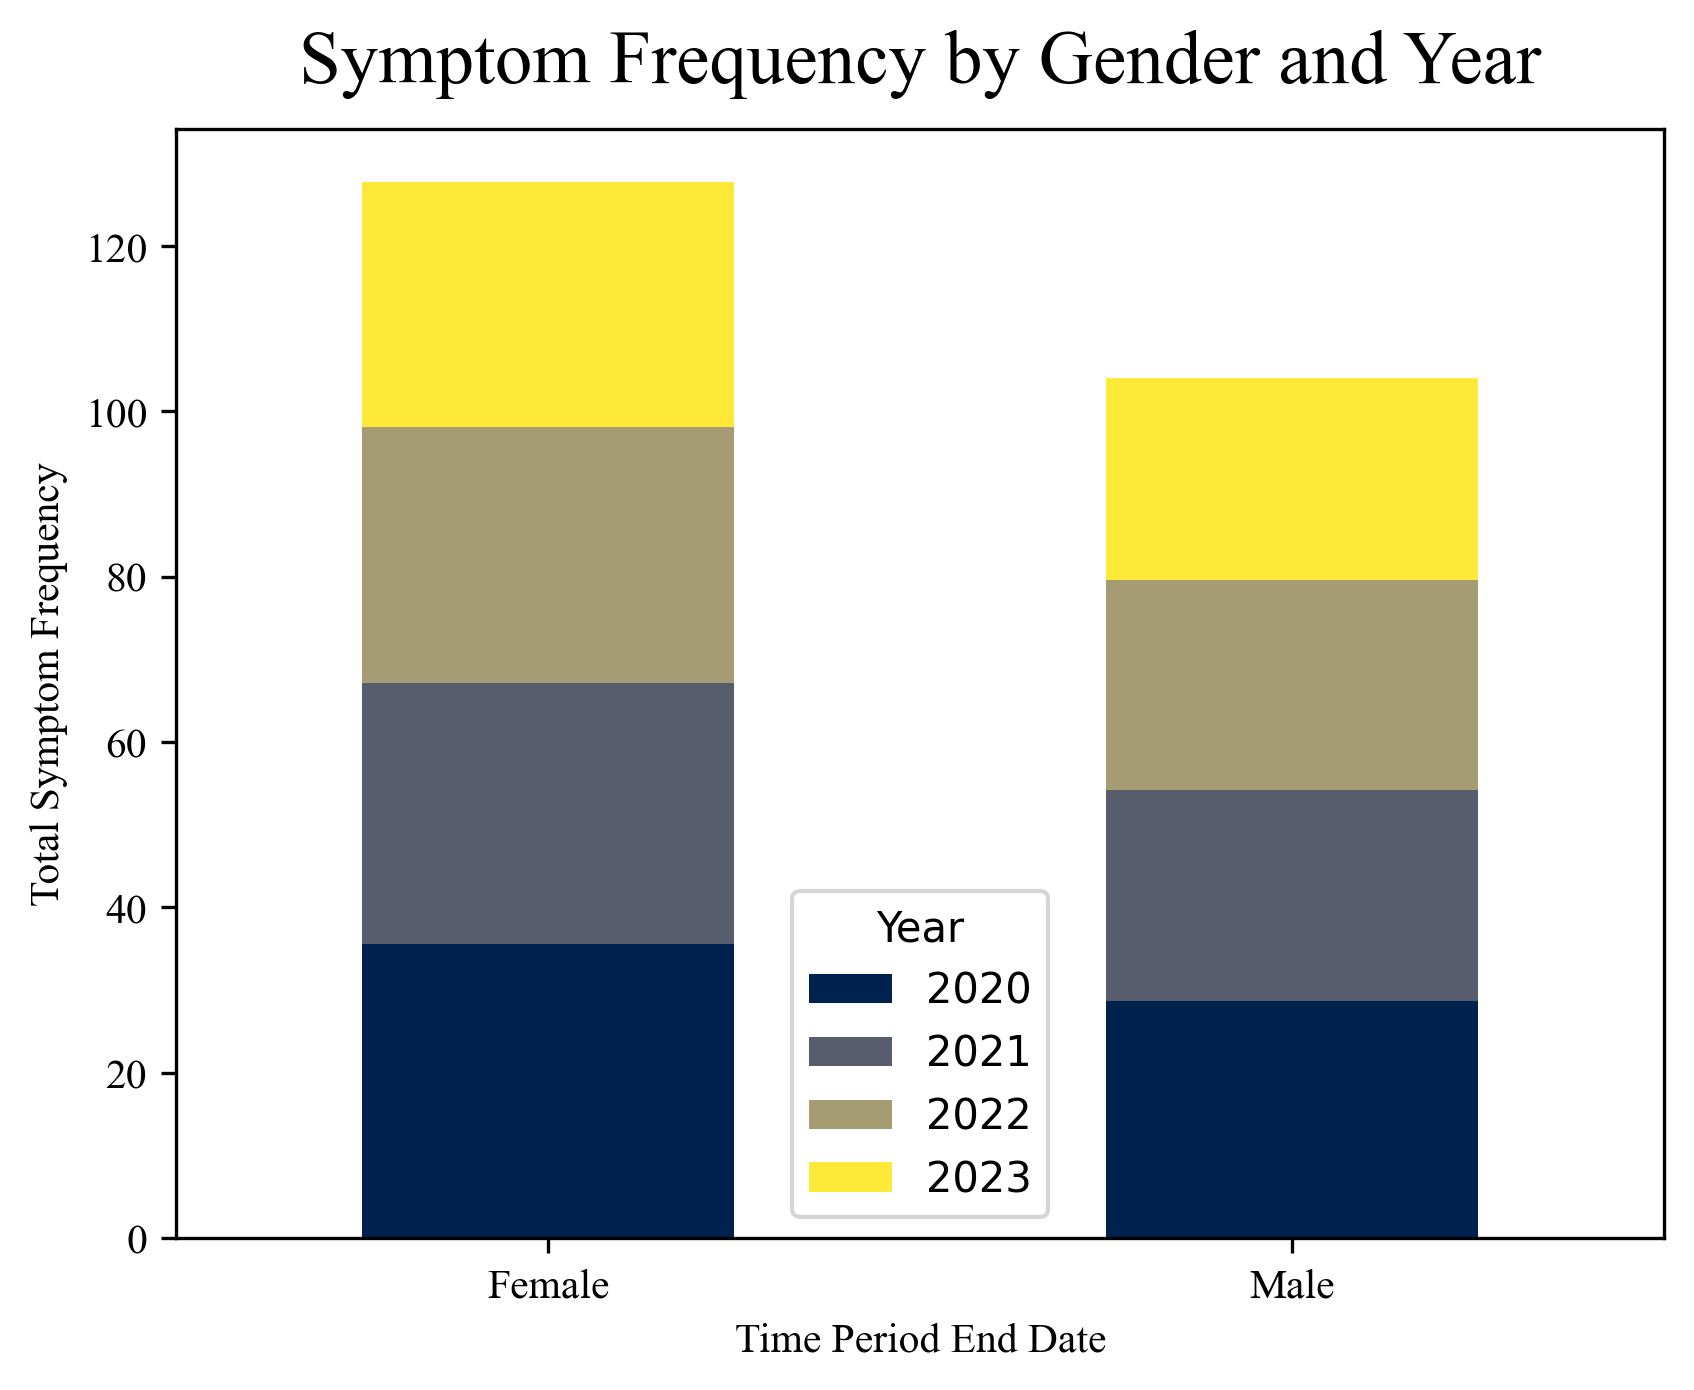 Symptom Frequency by Gender and Year
Total Symptom Frequency
120
100
80
60
40
20
0
Year
2020
2021
2022
2023
Female
Male
Time Period End Date